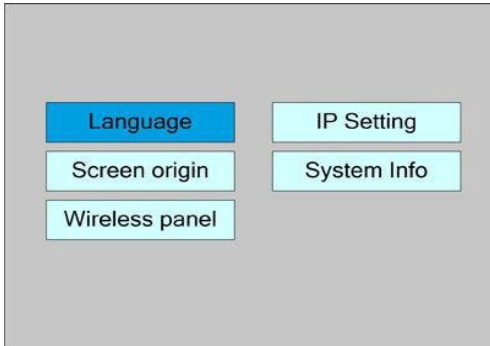 Language
IP Setting
Screen origin
System Info
Wireless panel